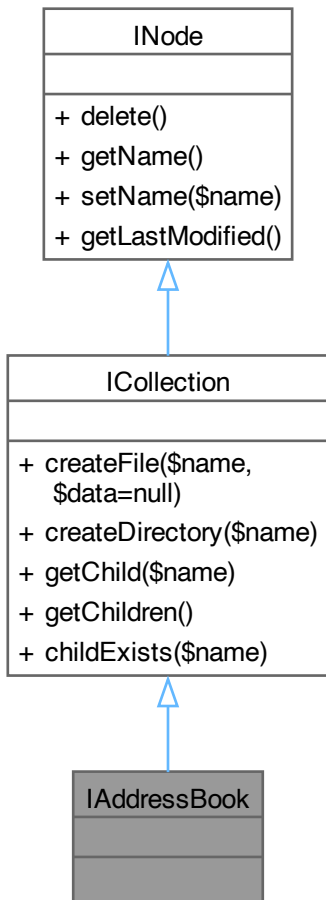 INode
+ delete()
+ getName()
+ setName($name)
+ getLastModified()
ICollection
+ createFile($name,
$data=null)
+ createDirectory($name)
+ getChild($name)
+ getChildren()
+ childExists($name)
IAddressBook